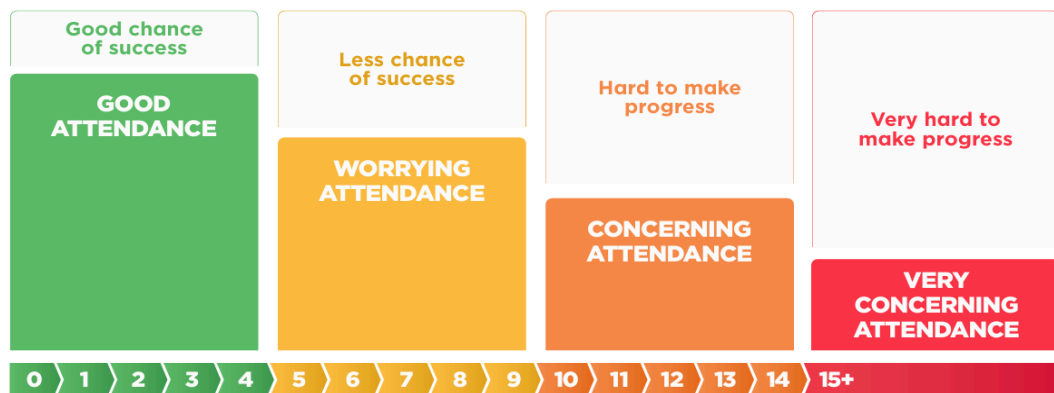 Good chance
of success
GOOD
ATTENDANCE
Less chance
of success
WORRYING
ATTENDANCE
Hard to make
progress
CONCERNING
ATTENDANCE
Very hard to
make progress
VERY
CONCERNING
ATTENDANCE
0 1 2 3 4 5 6 7 8 9 10 11 12 13 14 15+